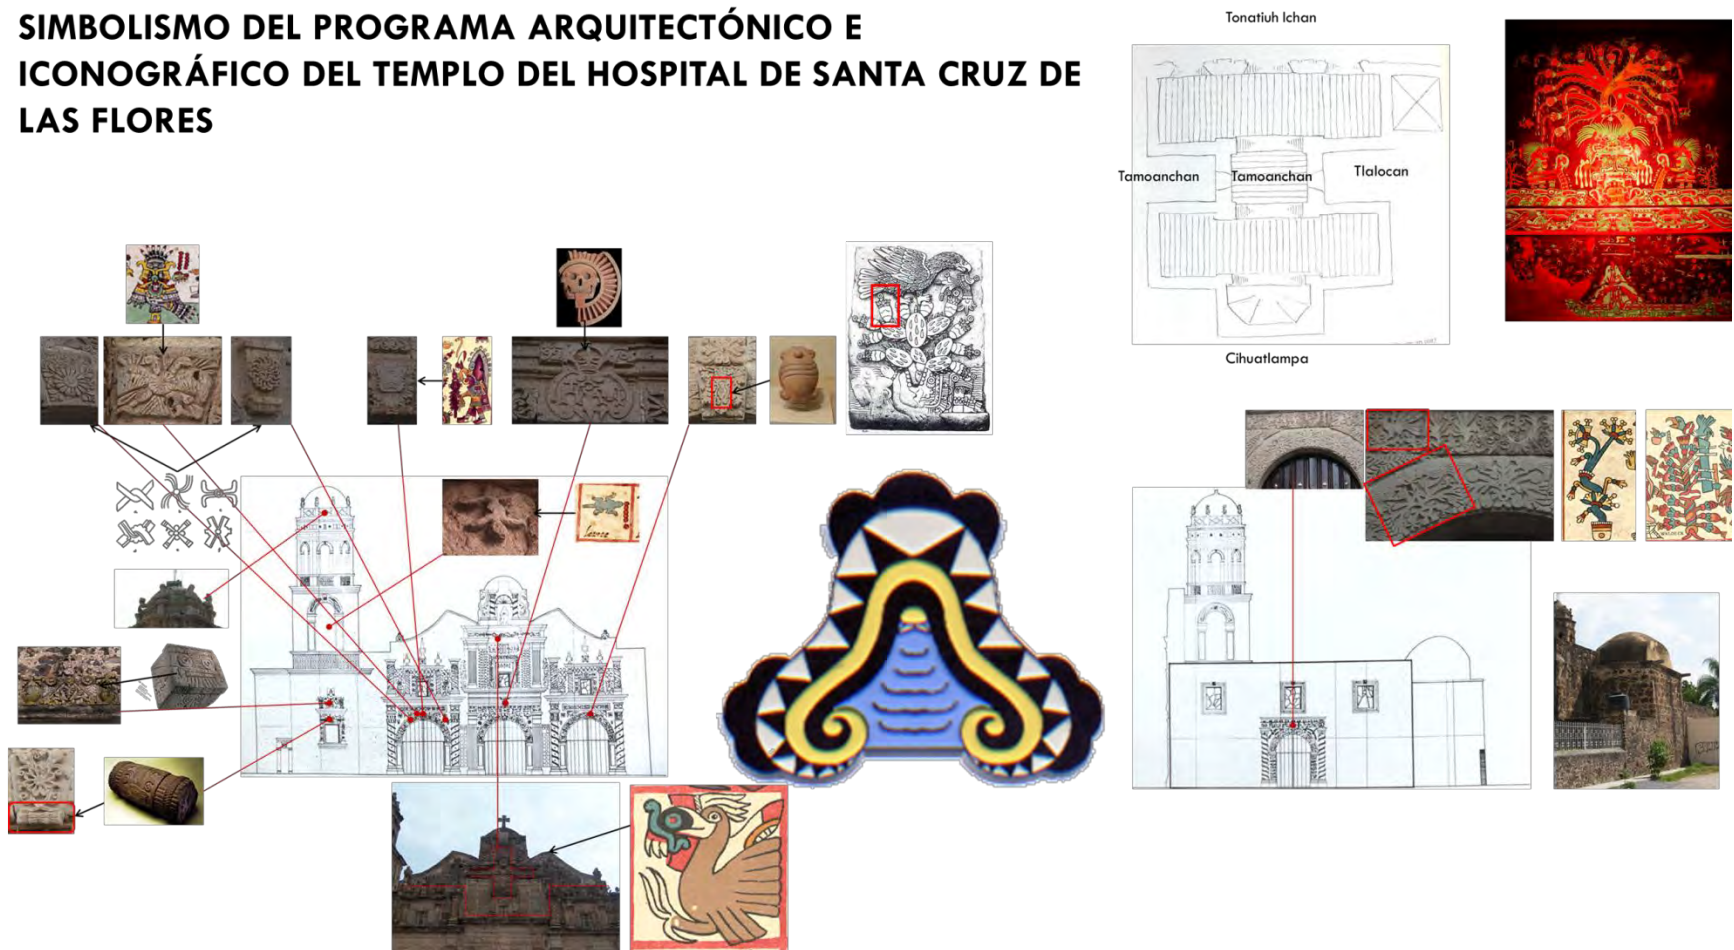 SIMBOLISMO DEL PROGRAMA ARQUITECTÓNICO E
ICONOGRÁFICO DEL TEMPLO DEL HOSPITAL DE SANTA CRUZ DE
LAS FLORES
Tonatiuh Ichan
Tamoanchan
Tamoanchan
Tlalocan
Cihuatlampa